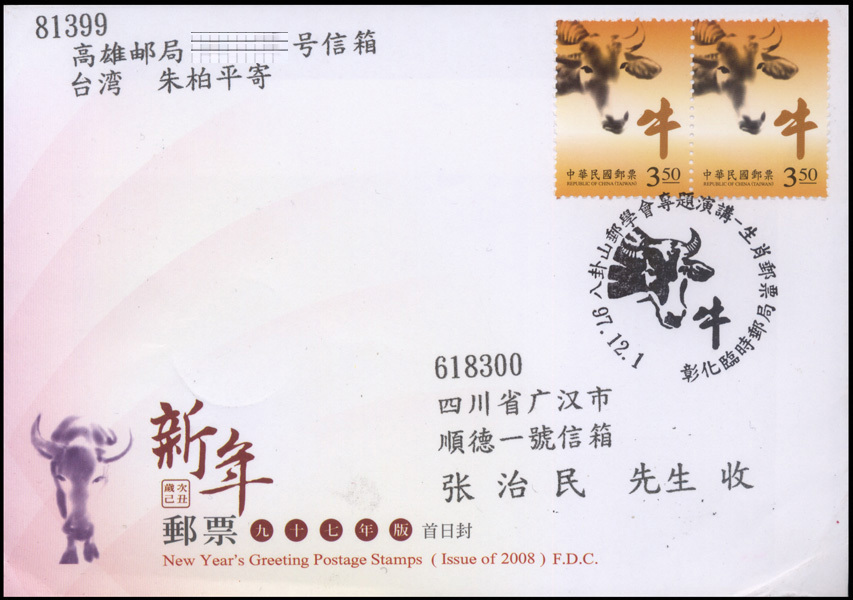 81399
高雄邮局 号信箱
台湾 朱柏平寄
牛 牛
中華民國郵票 3 50 中華民國郵票 3 50
REPUBLIC OF CHINA (TAIWAN) REPUBLIC OF CHINA (TAIWAN)
八卦山郵學會專題演講-生肖郵票
牛
97.12.1
彰化臨時郵局
618300
四川省广汉市
順德一號信箱
张治民 先生 收
新年
歲次
己丑
郵票 九十七年版 首日封
New Year's Greeting Postage Stamps ( Issue of 2008 ) F.D.C.